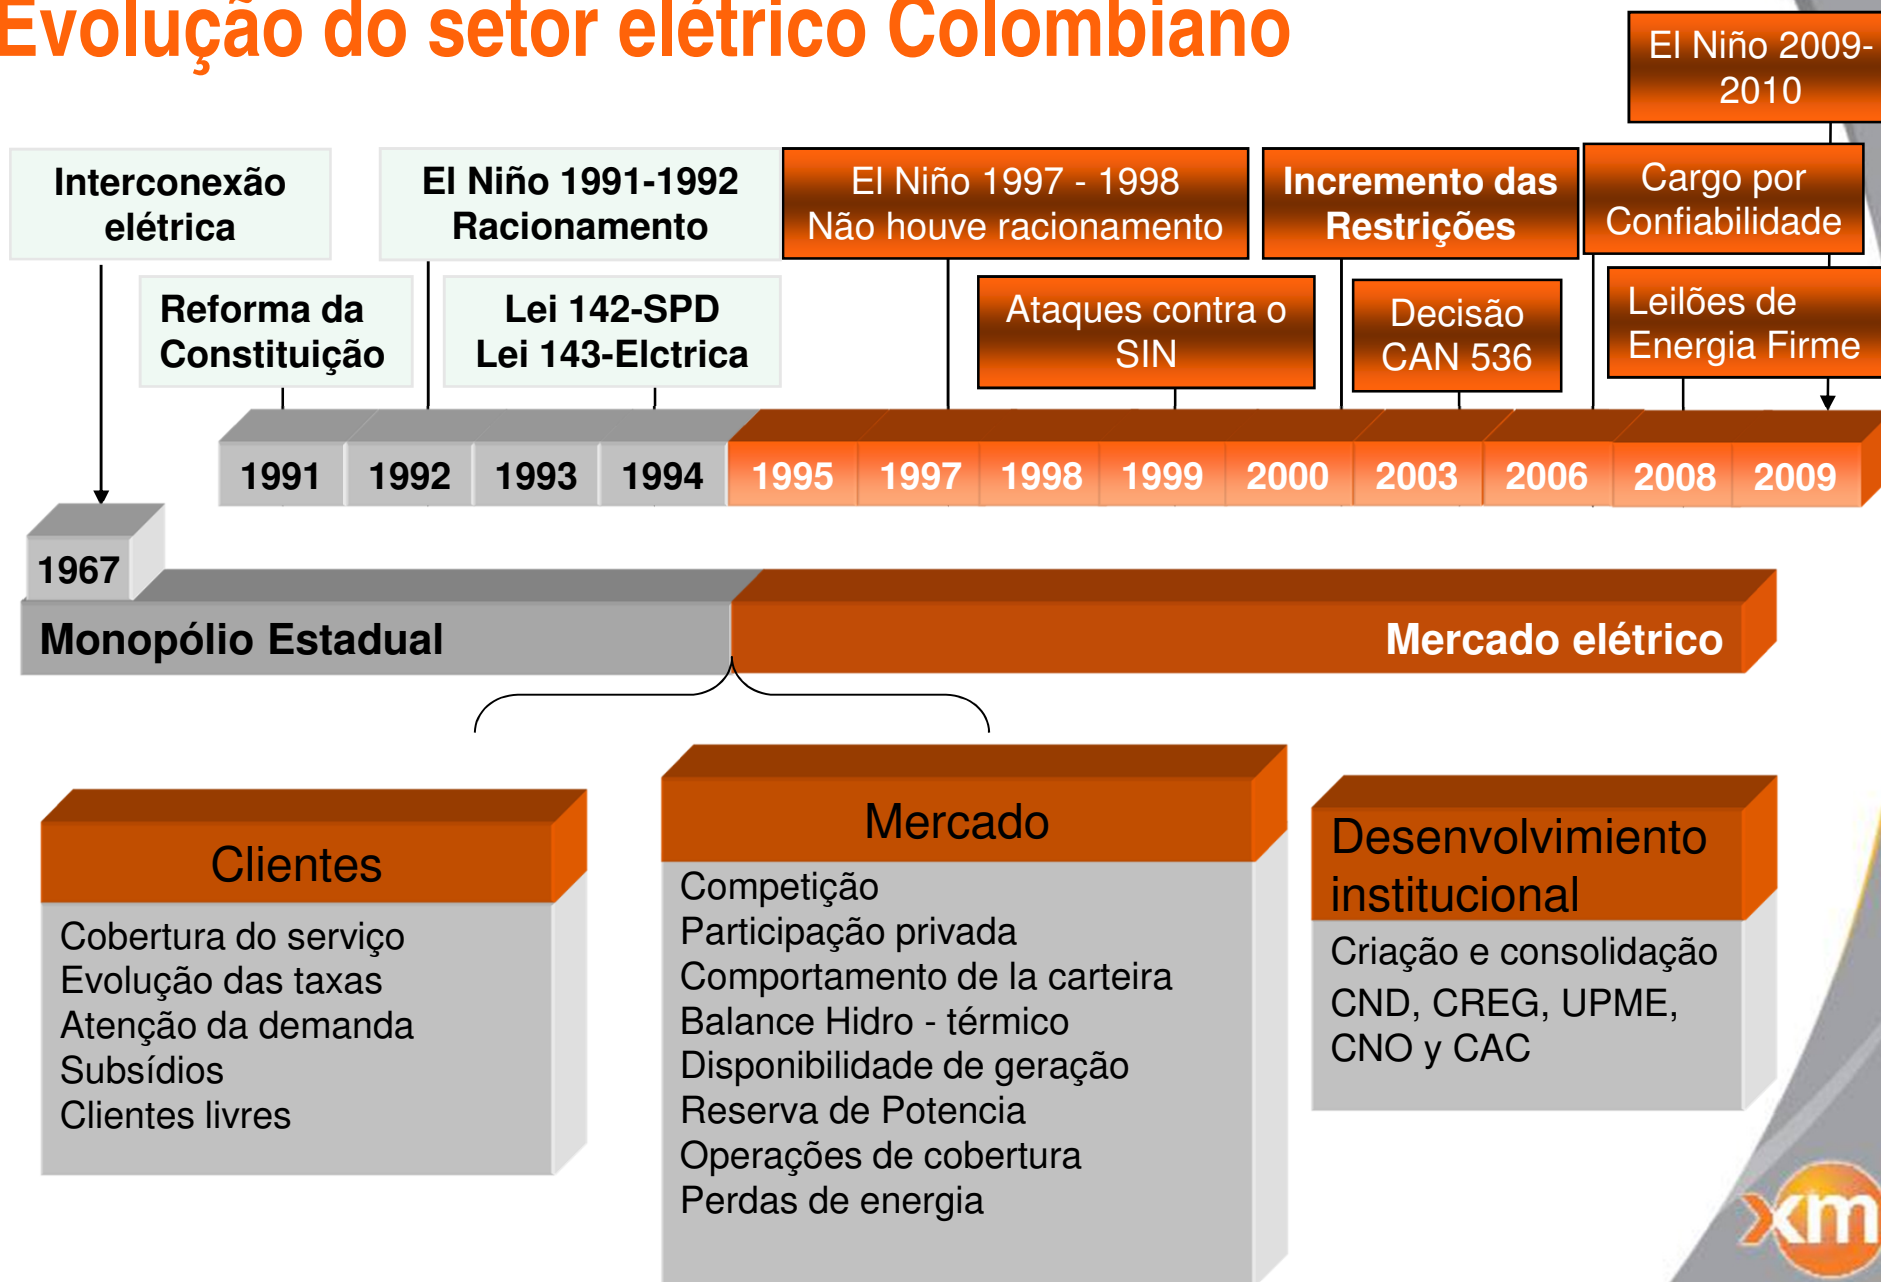 Evolução do setor elétrico Colombiano
El Niño 2009-
2010
Interconexão
elétrica
El Niño 1991-1992
Racionamento
El Niño 1997 - 1998
Não houve racionamento
Incremento das
Restrições
Cargo por
Confiabilidade
Reforma da
Constituição
Lei 142-SPD
Lei 143-Elctrica
Ataques contra o
SIN
Decisão
CAN 536
Leilões de
Energia Firme
1991 1992 1993 1994 1995 1997 1998 1999 2000 2003 2006 2008 2009
1967
Monopólio Estadual
Mercado elétrico
Clientes
Cobertura do serviço
Evolução das taxas
Atenção da demanda
Subsídios
Clientes livres
Mercado
Competição
Participação privada
Comportamento de la carteira
Balance Hidro - térmico
Disponibilidade de geração
Reserva de Potencia
Operações de cobertura
Perdas de energia
Desenvolvimiento
institucional
Criação e consolidação
CND, CREG, UPME,
CNO y CAC
xm